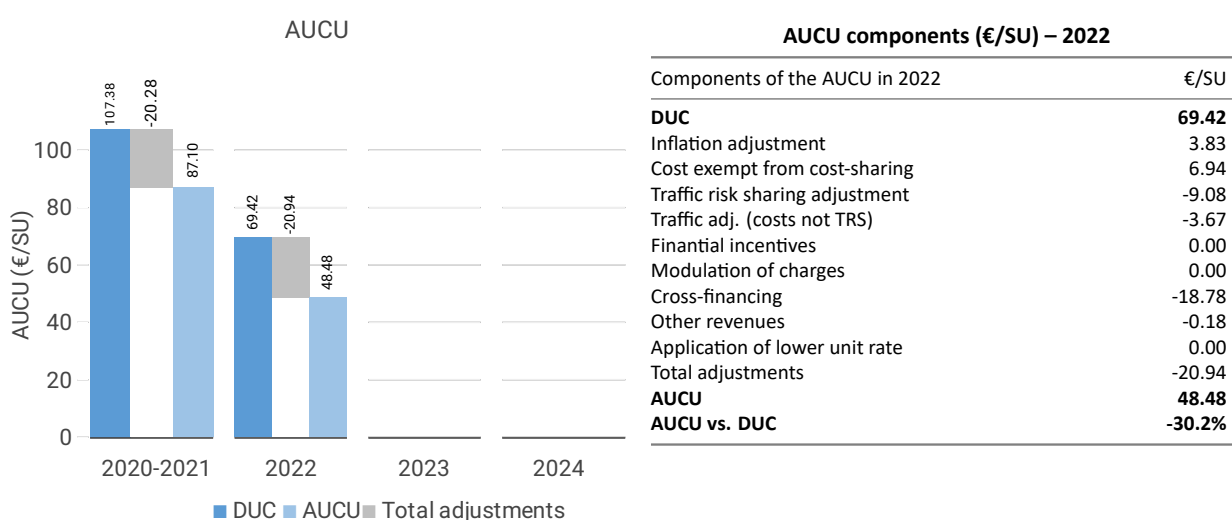 AUCU
107.38
-20.28
87.10
69.42
-20.94
48.48
AUCU (€/SU)
100
80
60
40
20
0
2020-2021
2022
2023
2024
DUC
AUCU
Total adjustments
AUCU components (€/SU) – 2022
Components of the AUCU in 2022 €/SU
DUC 69.42
Inflation adjustment 3.83
Cost exempt from cost-sharing 6.94
Traffic risk sharing adjustment -9.08
Traffic adj. (costs not TRS) -3.67
Finantial incentives 0.00
Modulation of charges 0.00
Cross-financing -18.78
Other revenues -0.18
Application of lower unit rate 0.00
Total adjustments -20.94
AUCU 48.48
AUCU vs. DUC -30.2%